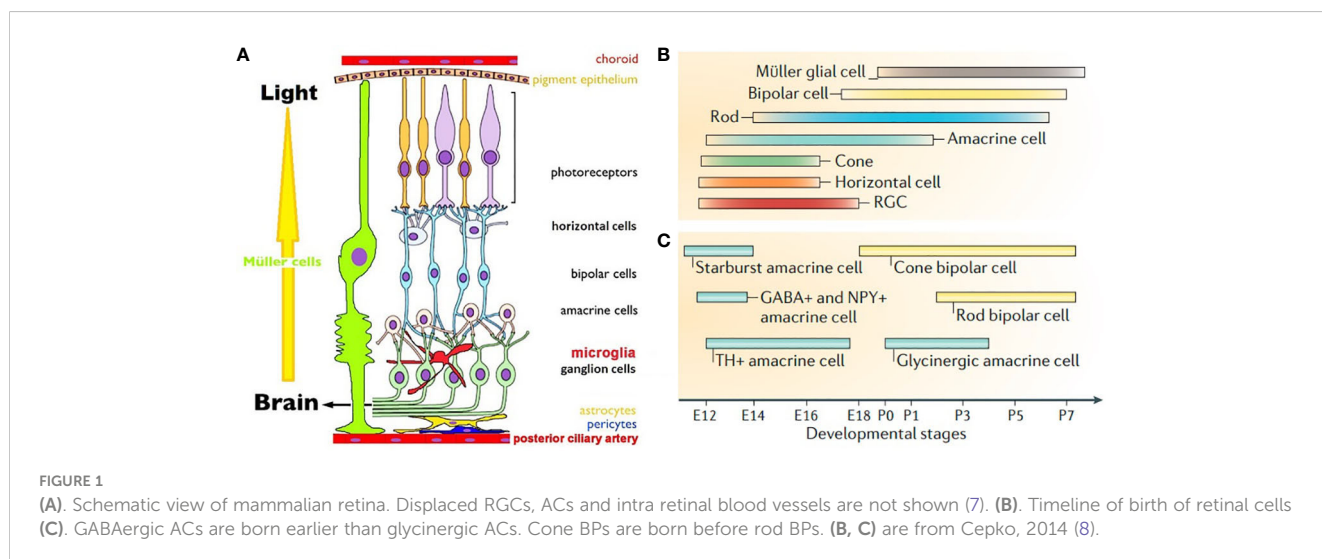 (A)
choroid
pigment epithelium
Light
photoreceptors
horizontal cells
Müller cells
bipolar cells
amacrine cells
microglia
ganglion cells
Brain
astrocytes
pericytes
posterior ciliary artery
(B)
Müller glial cell
Bipolar cell
Rod
Amacrine cell
Cone
Horizontal cell
RGC
(C)
Starburst amacrine cell
Cone bipolar cell
GABA+ and NPY+
amacrine cell
Rod bipolar cell
TH+ amacrine cell
Glycinergic amacrine cell
E12 E14 E16 E18 P0 P1 P3 P5 P7
Developmental stages
FIGURE 1
(A). Schematic view of mammalian retina. Displaced RGCs, ACs and intra retinal blood vessels are not shown (7). (B). Timeline of birth of retinal cells
(C). GABAergic ACs are born earlier than glycinergic ACs. Cone BPs are born before rod BPs. (B, C) are from Cepko, 2014 (8).